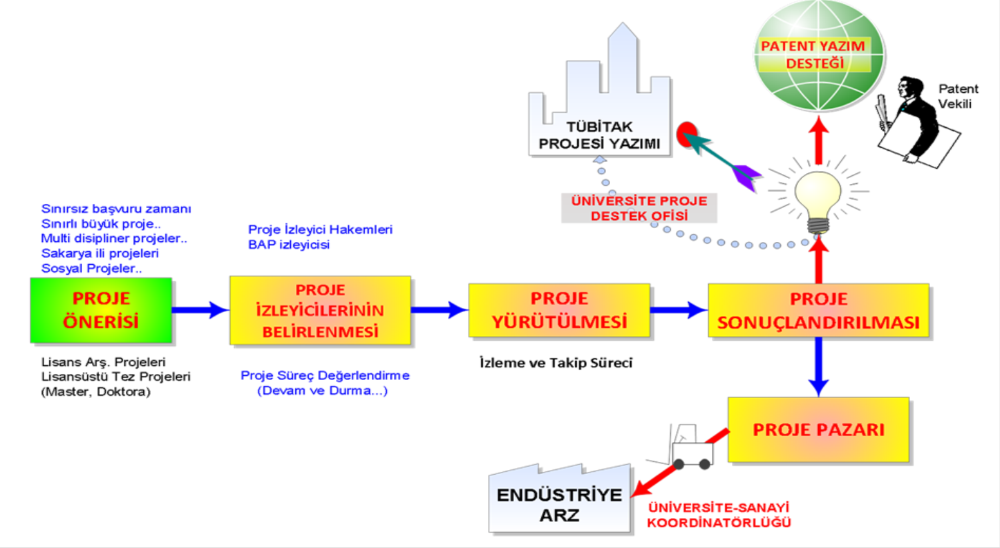 PATENT YAZIM
DESTEĞİ
Patent
Vekili
TÜBİTAK
PROJESİ YAZIMI
ÜNİVERSİTE PROJE
DESTEK OFİSİ
Sınırsız başvuru zamanı
Sınırlı büyük proje..
Multi disipliner projeler..
Sakarya ili projeleri
Sosyal Projeler..
Proje İzleyici Hakemleri
BAP izleyicisi
PROJE
ÖNERİSİ
PROJE
İZLEYİCİLERİNİN
BELİRLENMESİ
PROJE
YÜRÜTÜLMESİ
PROJE
SONUÇLANDIRILMASI
Lisans Arş. Projeleri
Lisansüstü Tez Projeleri
(Master, Doktora)
Proje Süreç Değerlendirme
(Devam ve Durma...)
İzleme ve Takip Süreci
PROJE PAZARI
ENDÜSTRİYE
ARZ
ÜNİVERSİTE-SANAYİ
KOORDİNATÖRLÜĞÜ